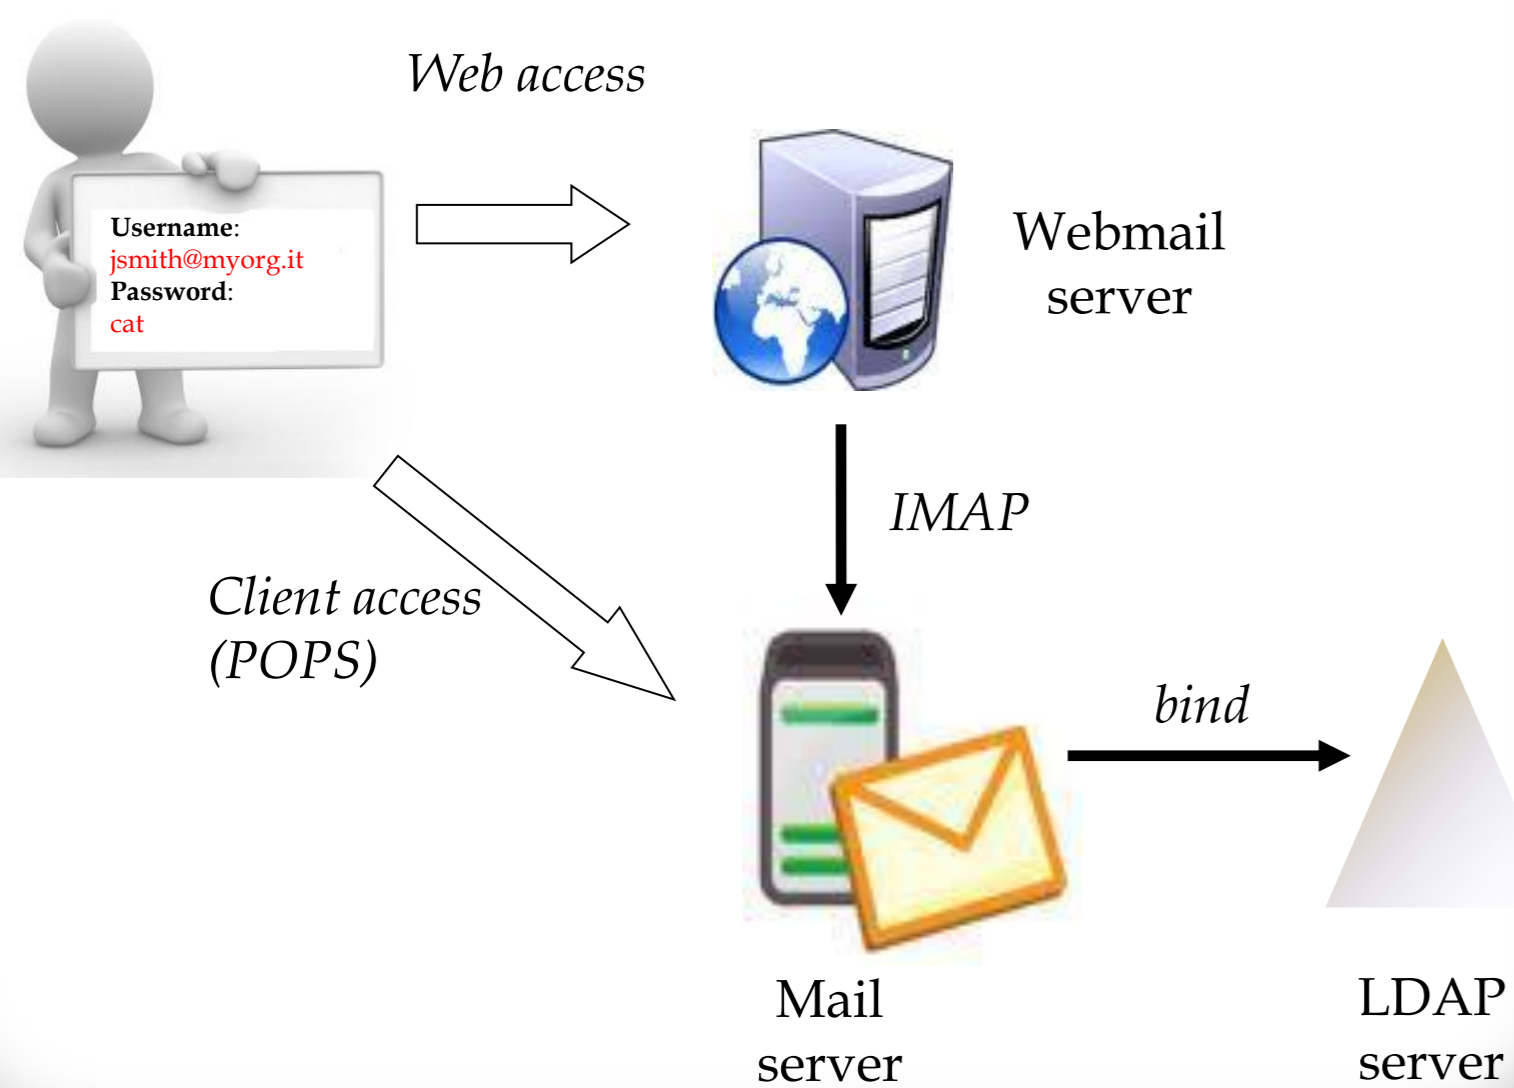 Web access
Username:
jsmith@myorg.it
Password:
cat
Webmail
server
IMAP
Client access
(POPS)
bind
Mail
server
LDAP
server